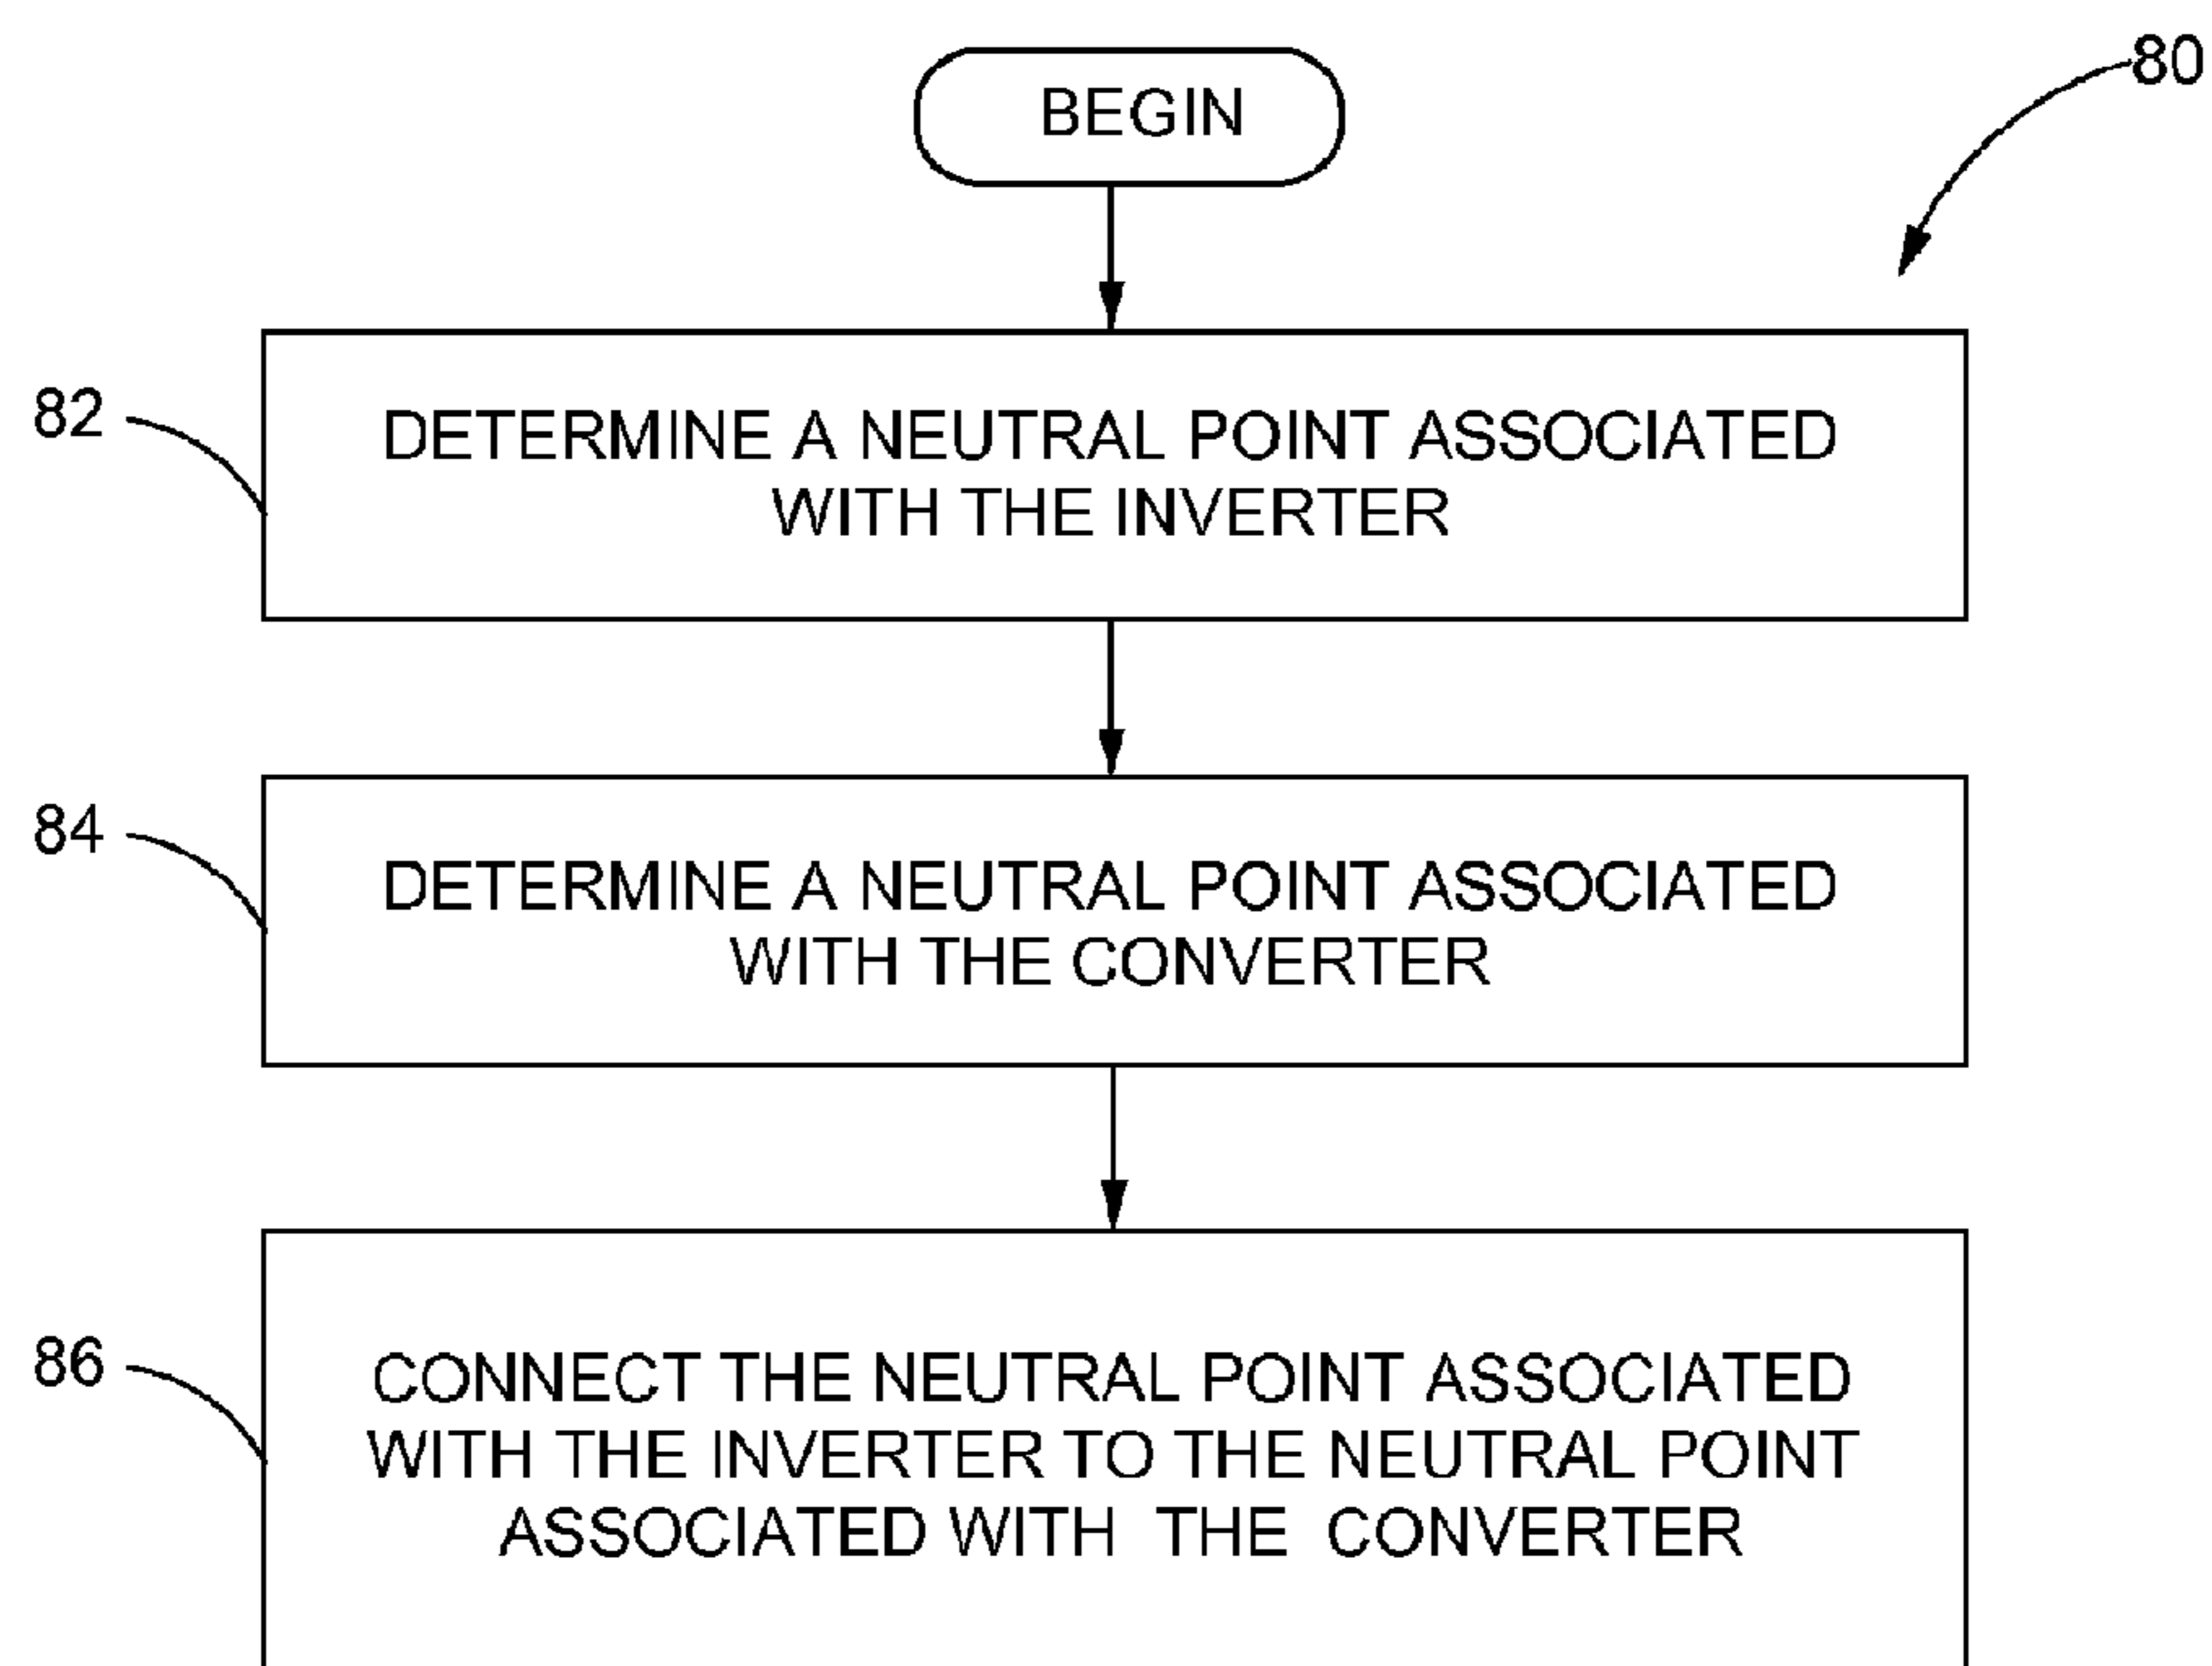 BEGIN
80
82
DETERMINE A NEUTRAL POINT ASSOCIATED
WITH THE INVERTER
84
DETERMINE A NEUTRAL POINT ASSOCIATED
WITH THE CONVERTER
86
CONNECT THE NEUTRAL POINT ASSOCIATED
WITH THE INVERTER TO THE NEUTRAL POINT
ASSOCIATED WITH THE CONVERTER